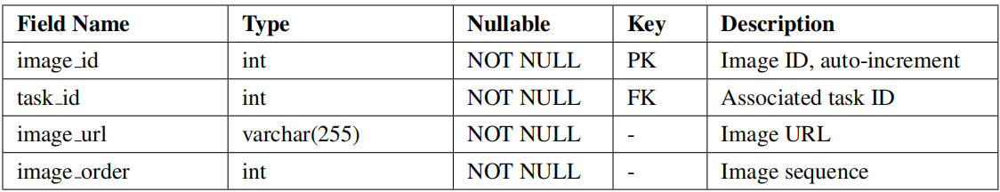 Field Name Type Nullable Key Description
image_id int NOT NULL PK Image ID, auto-increment
task_id int NOT NULL FK Associated task ID
image_url varchar(255) NOT NULL - Image URL
image_order int NOT NULL - Image sequence